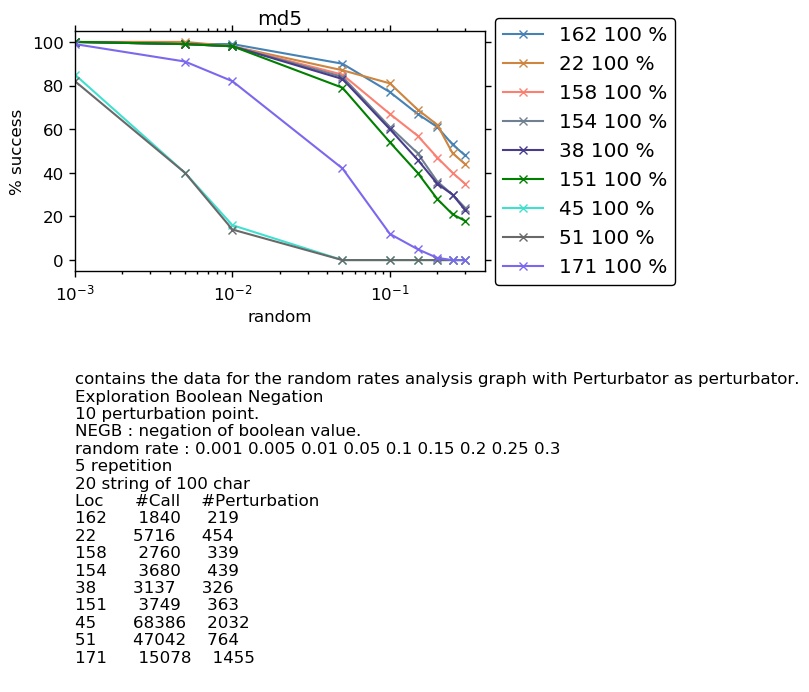 md5
100
80
60
40
20
0
% success
10⁻³
10⁻²
10⁻¹
random
162 100 %
22 100 %
158 100 %
154 100 %
38 100 %
151 100 %
45 100 %
51 100 %
171 100 %
contains the data for the random rates analysis graph with Perturbator as perturbator.
Exploration Boolean Negation
10 perturbation point.
NEGB : negation of boolean value.
random rate : 0.001 0.005 0.01 0.05 0.1 0.15 0.2 0.25 0.3
5 repetition
20 string of 100 char
Loc #Call #Perturbation
162 1840 219
22 5716 454
158 2760 339
154 3680 439
38 3137 326
151 3749 363
45 68386 2032
51 47042 764
171 15078 1455